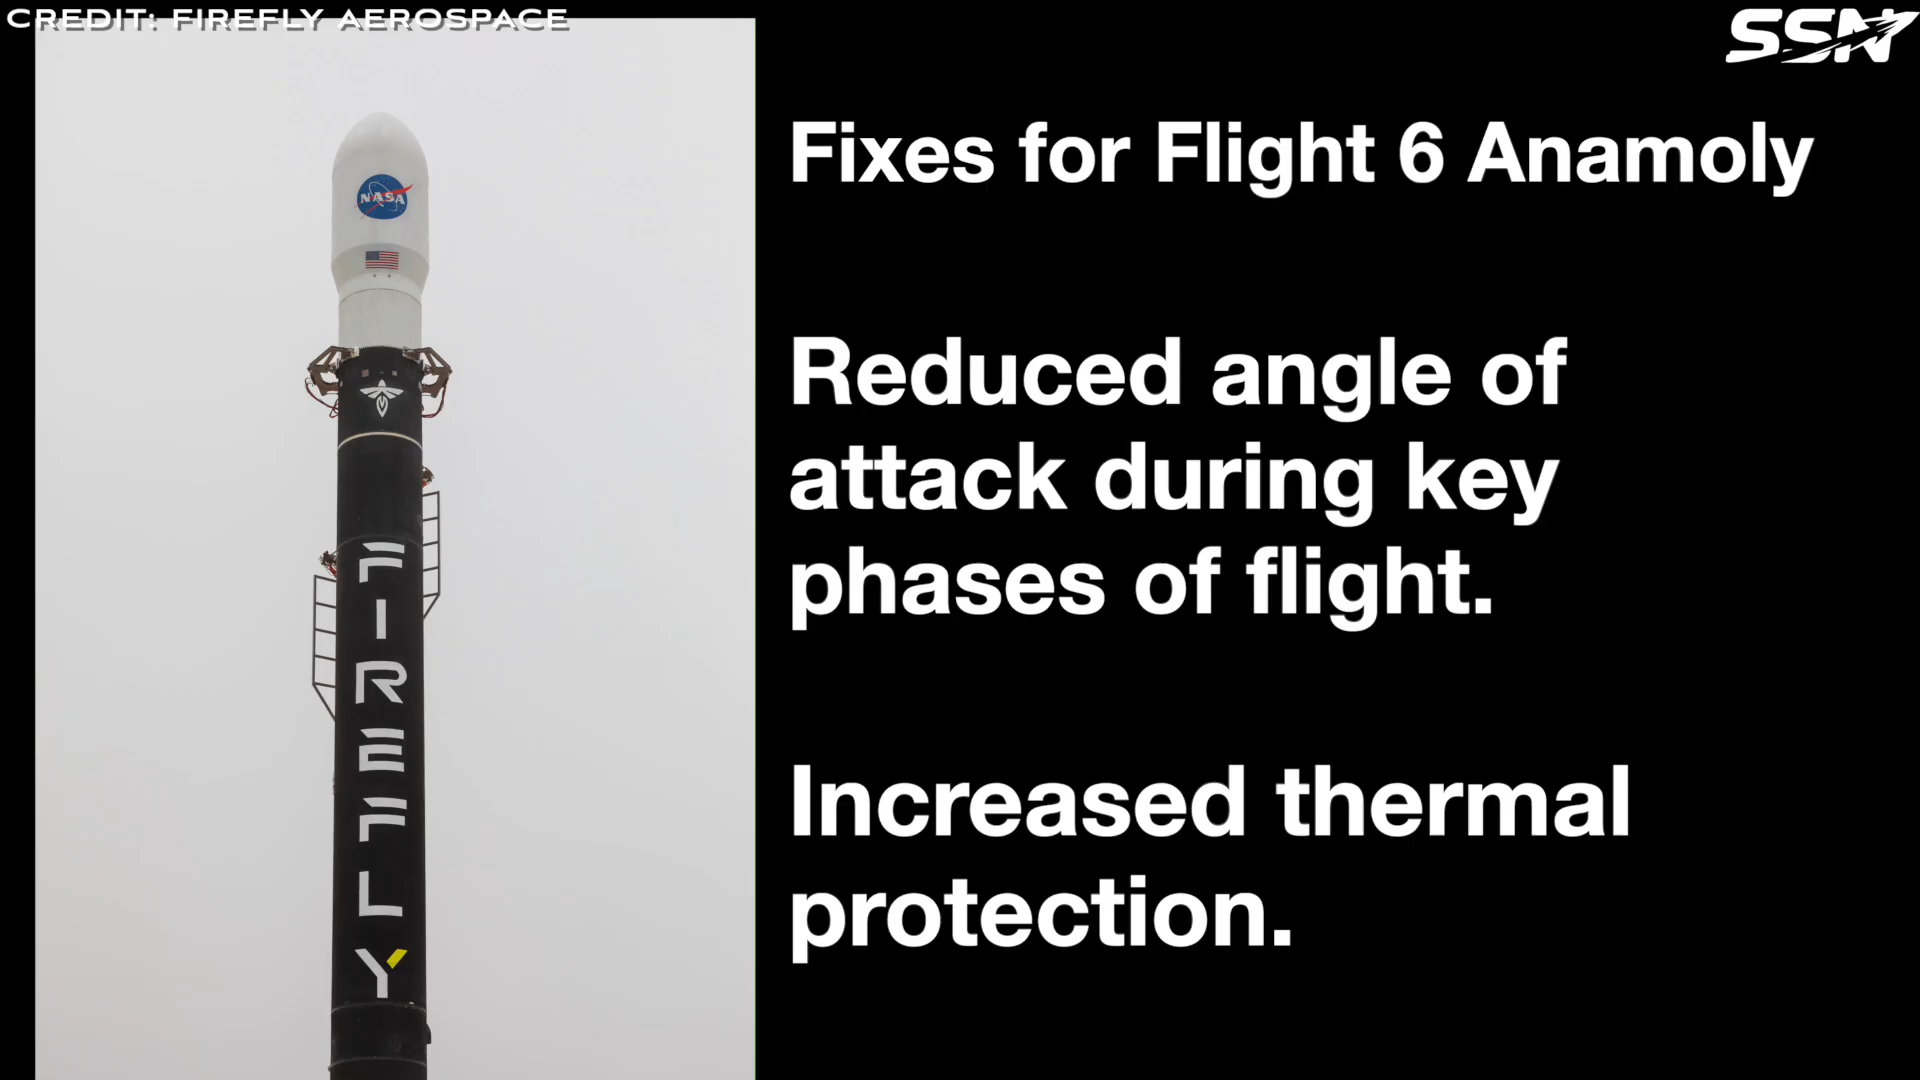 CREDIT: FIREFLY AEROSPACE
SSN
Fixes for Flight 6 Anamoly
Reduced angle of
attack during key
phases of flight.
Increased thermal
protection.
NASA
FIREFLY